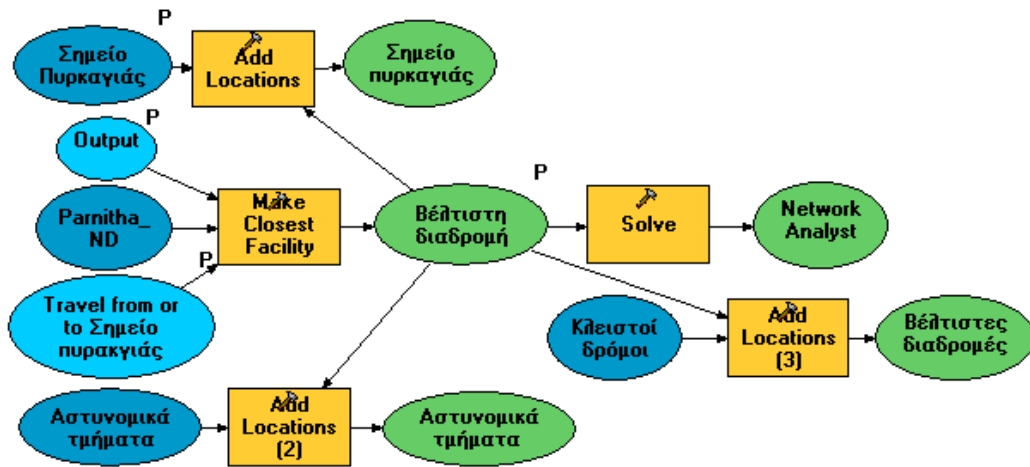 P
Σημείο
Πυρκαγιάς
Add
Locations
Σημείο
πυρκαγιάς
P
Output
Parnitha_
ND
Make
Closest
Facility
P
Travel from or
to Σημείο
πυρακγιάς
Βέλτιστη
διαδρομή
P
Solve
Network
Analyst
Κλειστοί
δρόμοι
Add
Locations
(3)
Βέλτιστες
διαδρομές
Αστυνομικά
τμήματα
Add
Locations
(2)
Αστυνομικά
τμήματα